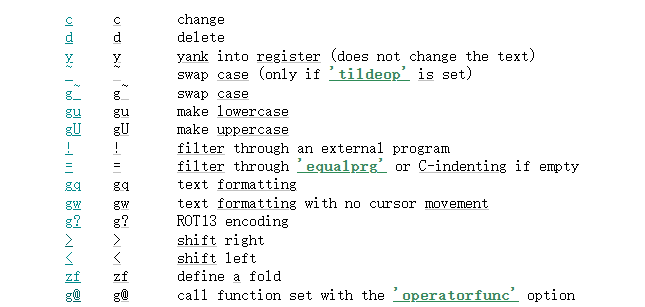 c c change
d d delete
y y yank into register (does not change the text)
~ ~ swap case (only if 'tildeop' is set)
g~ g~ swap case
gu gu make lowercase
gU gU make uppercase
! ! filter through an external program
= = filter through 'equalprg' or C-indenting if empty
gq gq text formatting
gw gw text formatting with no cursor movement
g? g? ROT13 encoding
> > shift right
< < shift left
zf zf define a fold
g@ g@ call function set with the 'operatorfunc' option